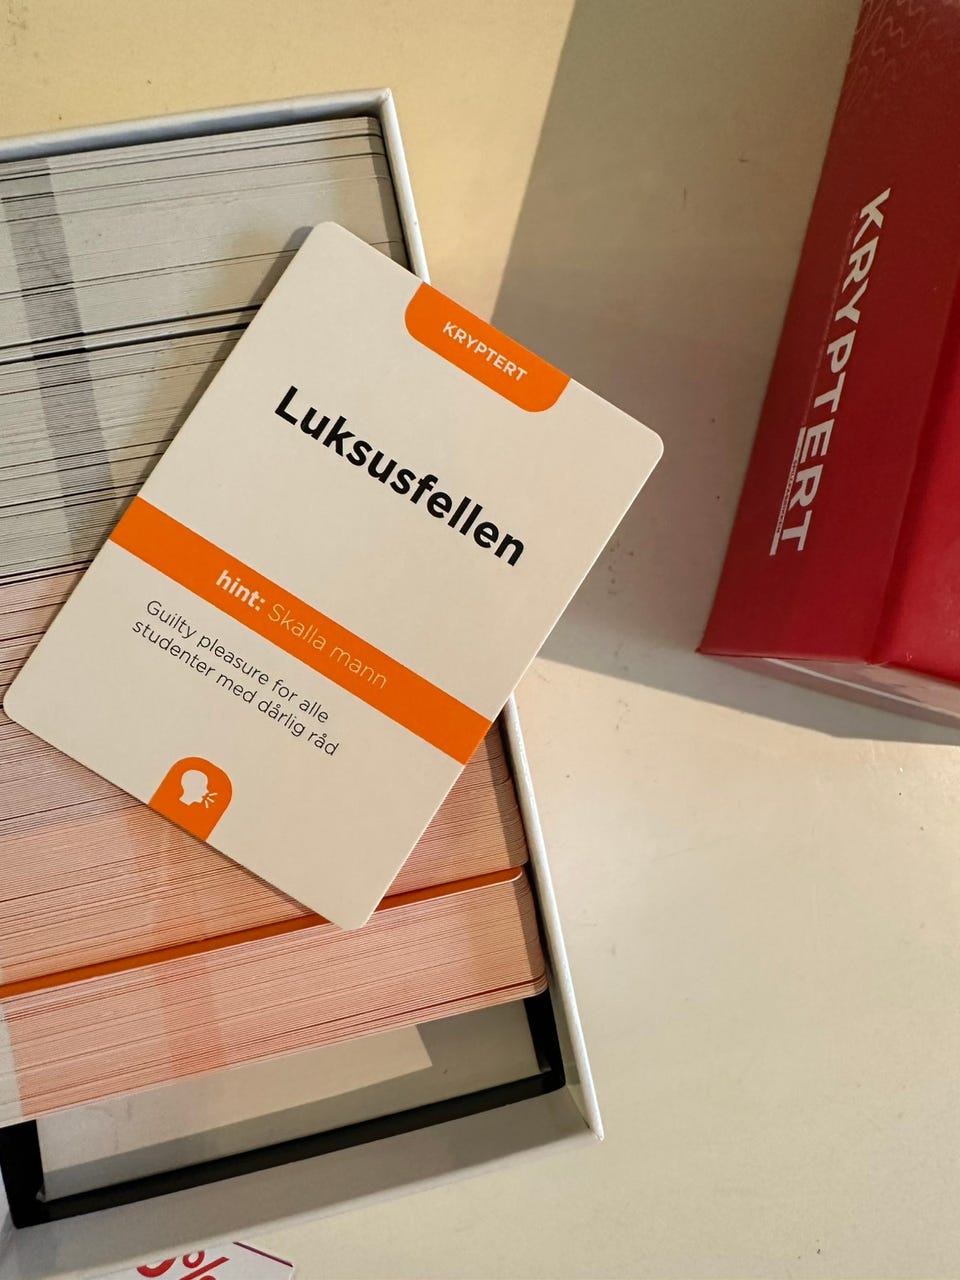 KRYPTERT
Luksusfellen
hint: Skalla mann
Guilty pleasure for alle
studenter med dårlig råd
KRYPTERT
%